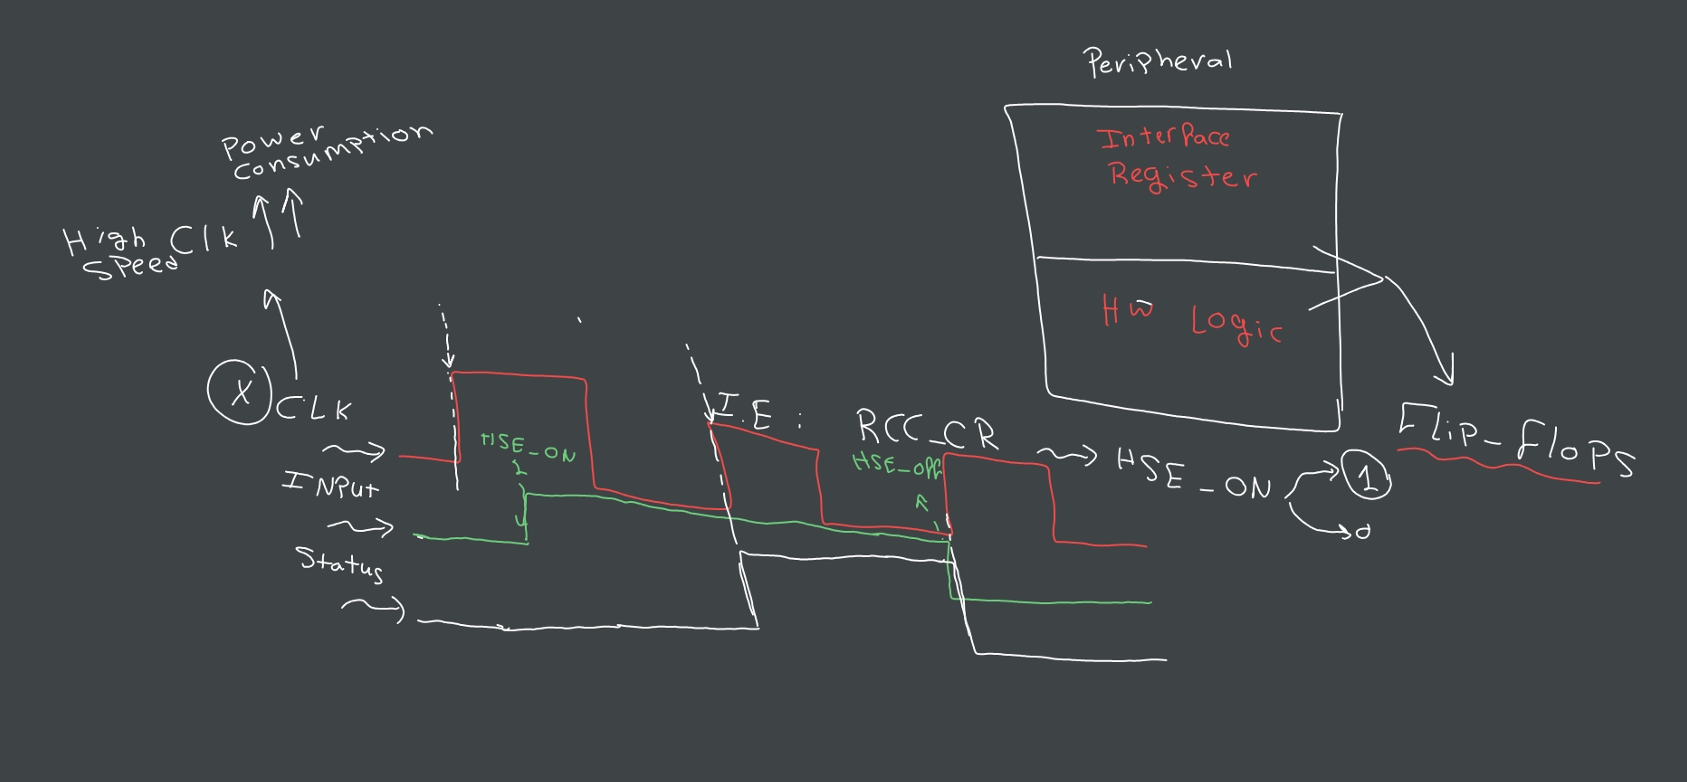 Peripheral
Interface
Register
HW Logic
Flip-Flops
Power
Consumption
High Clk
Speed
X
CLK
INPut
Status
HSE_ON
I.E :
RCC_CR
HSE_off
HSE_ON
1
0